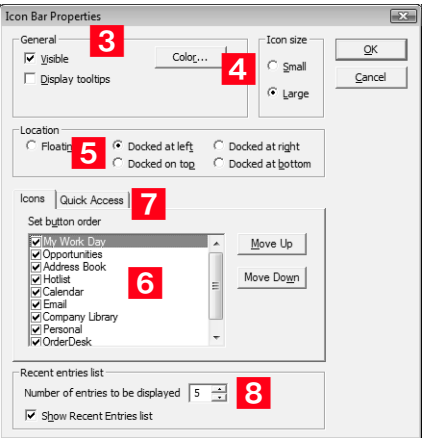 Icon Bar Properties
General
3
Visible
Color...
4
Display tooltips
Icon size
Small
Large
OK
Cancel
Location
Floatin
5
Docked at left
Docked at right
Docked on top
Docked at bottom
Icons
Quick Access
7
Set button order
My Work Day
Opportunities
Address Book
Hotlist
Calendar
Email
Company Library
Personal
OrderDesk
6
Move Up
Move Down
Recent entries list
Number of entries to be displayed 5
8
Show Recent Entries list